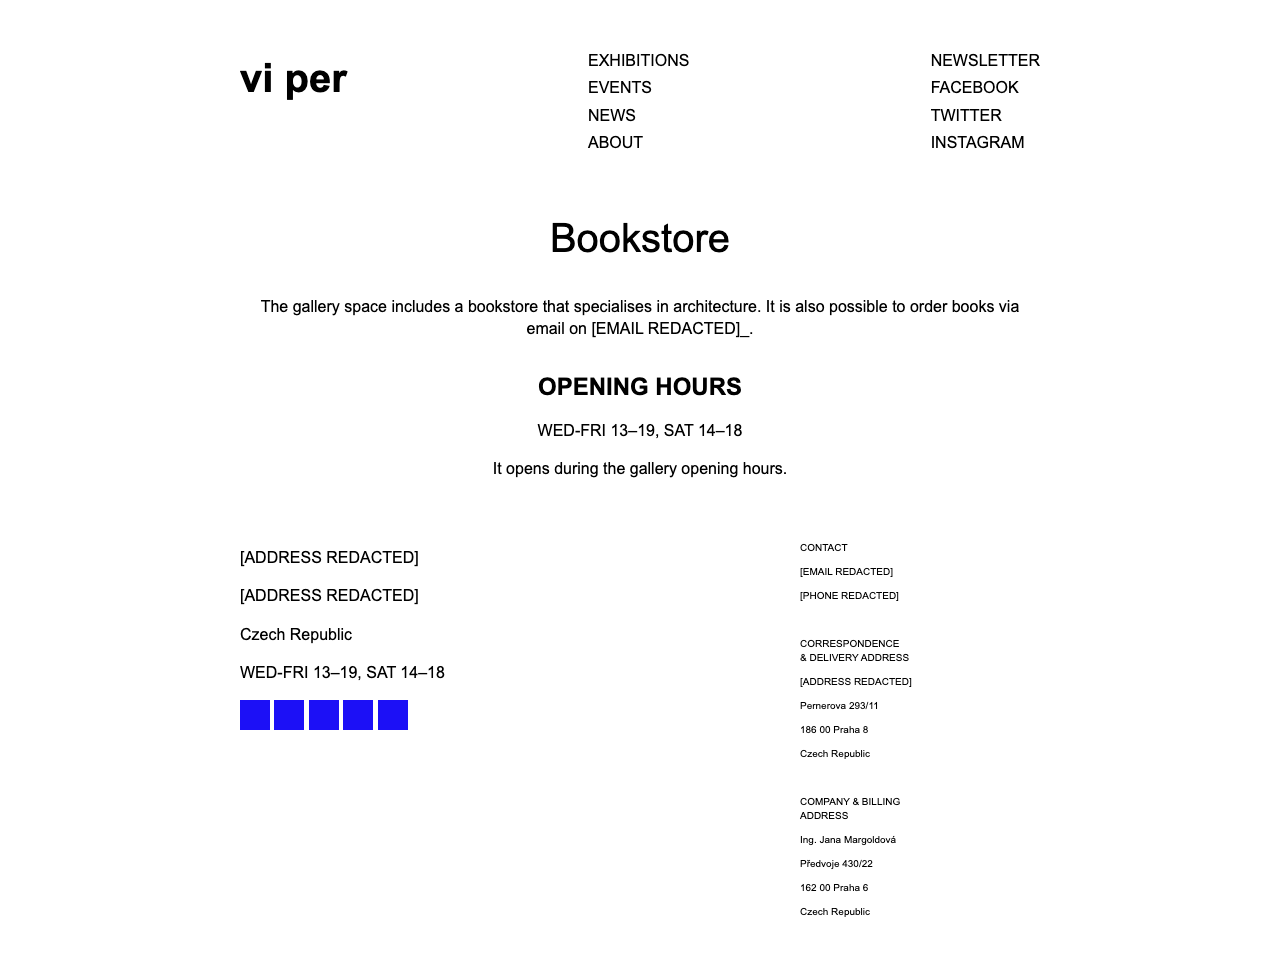 vi per
EXHIBITIONS
EVENTS
NEWS
ABOUT
NEWSLETTER
FACEBOOK
TWITTER
INSTAGRAM
Bookstore
The gallery space includes a bookstore that specialises in architecture. It is also possible to order books via
email on [EMAIL REDACTED]_.
OPENING HOURS
WED-FRI 13–19, SAT 14–18
It opens during the gallery opening hours.
[ADDRESS REDACTED]
[ADDRESS REDACTED]
Czech Republic
WED-FRI 13–19, SAT 14–18
CONTACT
[EMAIL REDACTED]
[PHONE REDACTED]
CORRESPONDENCE
& DELIVERY ADDRESS
[ADDRESS REDACTED]
Pernerova 293/11
186 00 Praha 8
Czech Republic
COMPANY & BILLING
ADDRESS
Ing. Jana Margoldová
Předvoje 430/22
162 00 Praha 6
Czech Republic